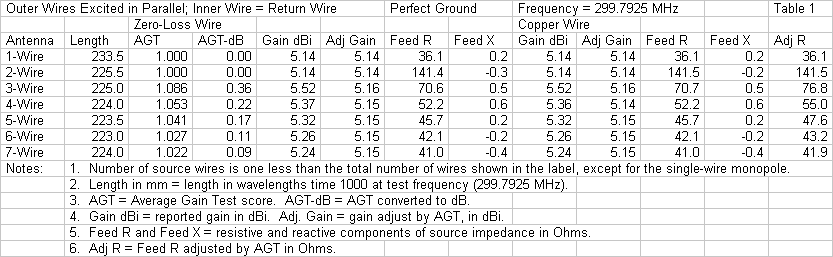 Outer Wires Excited in Parallel; Inner Wire = Return Wire Perfect Ground Frequency = 299.7925 MHz Table 1
Zero-Loss Wire Copper Wire
Antenna Length AGT AGT-dB Gain dBi Adj Gain Feed R Feed X Gain dBi Adj Gain Feed R Feed X Adj R
1-Wire 233.5 1.000 0.00 5.14 5.14 36.1 0.2 5.14 5.14 36.1 0.2 36.1
2-Wire 225.5 1.000 0.00 5.14 5.14 141.4 -0.3 5.14 5.14 141.5 -0.2 141.5
3-Wire 225.0 1.086 0.36 5.52 5.16 70.6 0.5 5.52 5.16 70.7 0.5 76.8
4-Wire 224.0 1.053 0.22 5.37 5.15 52.2 0.6 5.36 5.14 52.2 0.6 55.0
5-Wire 223.5 1.041 0.17 5.32 5.15 45.7 0.2 5.32 5.15 45.7 0.2 47.6
6-Wire 223.0 1.027 0.11 5.26 5.15 42.1 -0.2 5.26 5.15 42.1 -0.2 43.2
7-Wire 224.0 1.022 0.09 5.24 5.15 41.0 -0.4 5.24 5.15 41.0 -0.4 41.9
Notes: 1. Number of source wires is one less than the total number of wires shown in the label, except for the single-wire monopole.
2. Length in mm = length in wavelengths time 1000 at test frequency (299.7925 MHz).
3. AGT = Average Gain Test score. AGT-dB = AGT converted to dB.
4. Gain dBi = reported gain in dBi. Adj. Gain = gain adjust by AGT, in dBi.
5. Feed R and Feed X = resistive and reactive components of source impedance in Ohms.
6. Adj R = Feed R adjusted by AGT in Ohms.